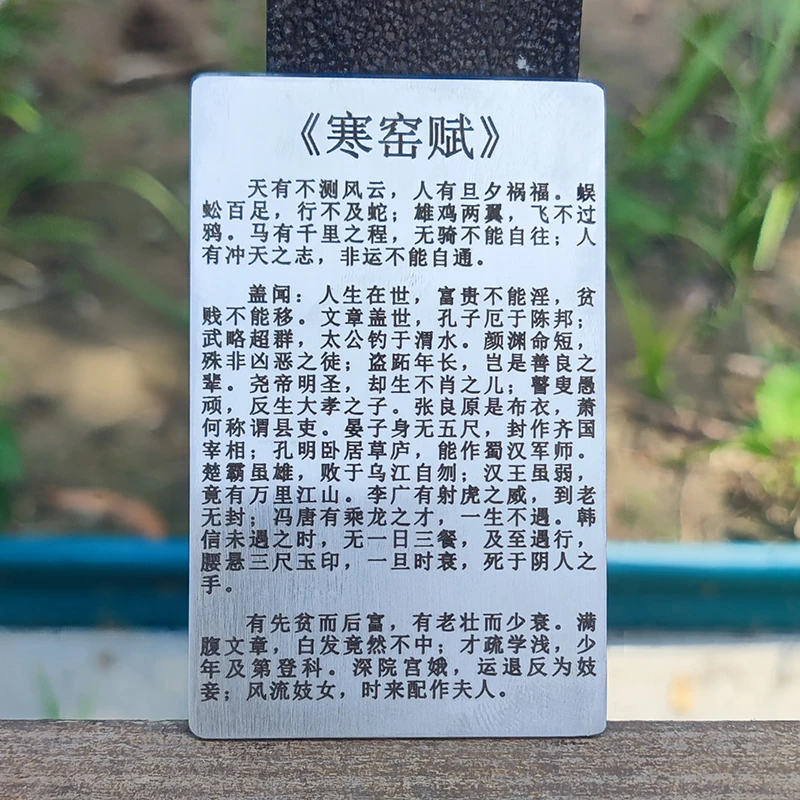 《寒窑赋》
天有不测风云，人有旦夕祸福。蜈
蚣百足，行不及蛇；雄鸡两翼，飞不过
鸦。马有千里之程，无骑不能自往；人
有冲天之志，非运不能自通。
盖闻：人生在世，富贵不能淫，贫
贱不能移。文章盖世，孔子厄于陈邦；
武略超群，太公钓于渭水。颜渊命短，
殊非凶恶之徒；盗跖年长，岂是善良之
辈。尧帝明圣，却生不肖之儿；瞽叟愚
顽，反生大孝之子。张良原是布衣，萧
何称谓县吏。晏子身无五尺，封作齐国
宰相；孔明卧居草庐，能作蜀汉军师。
楚霸虽雄，败于乌江自刎；汉王虽弱，
竟有万里江山。李广有射虎之威，到老
无封；冯唐有乘龙之才，一生不遇。韩
信未遇之时，无一日三餐，及至遇行，
腰悬三尺玉印，一旦时衰，死于阴人之
手。
有先贫而后富，有老壮而少衰。满
腹文章，白发竟然不中；才疏学浅，少
年及第登科。深院宫娥，运退反为妓
妾；风流妓女，时来配作夫人。